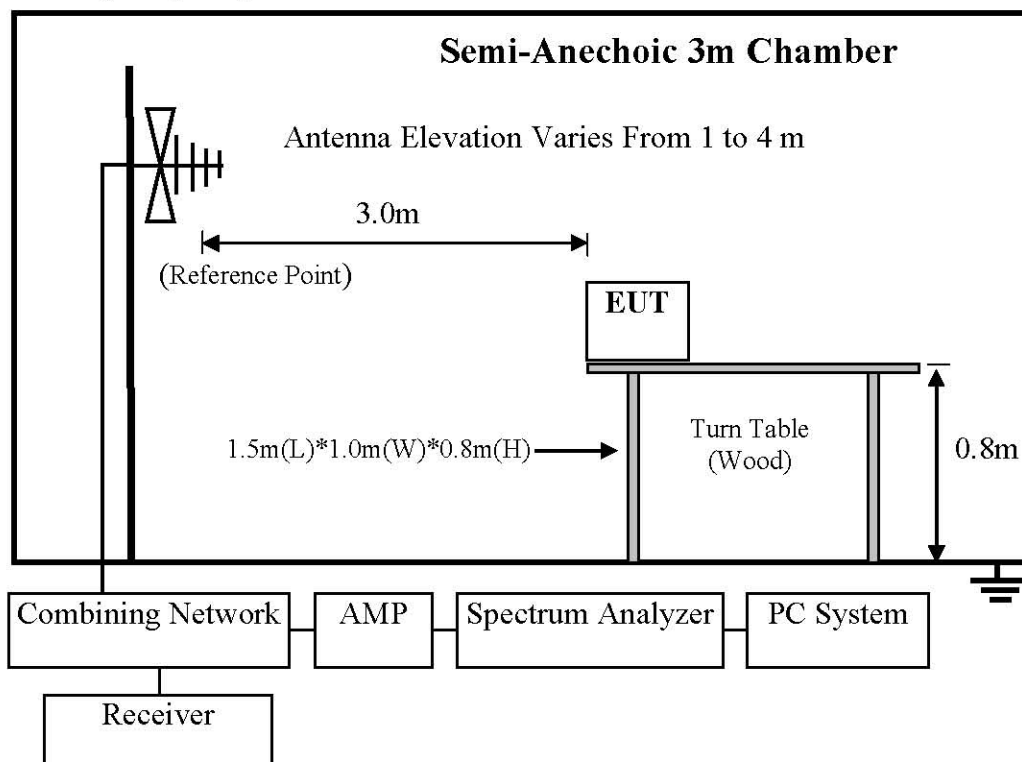 Semi-Anechoic 3m Chamber
Antenna Elevation Varies From 1 to 4 m
3.0m
(Reference Point)
EUT
1.5m(L)*1.0m(W)*0.8m(H)
Turn Table
(Wood)
0.8m
Combining Network
AMP
Spectrum Analyzer
PC System
Receiver